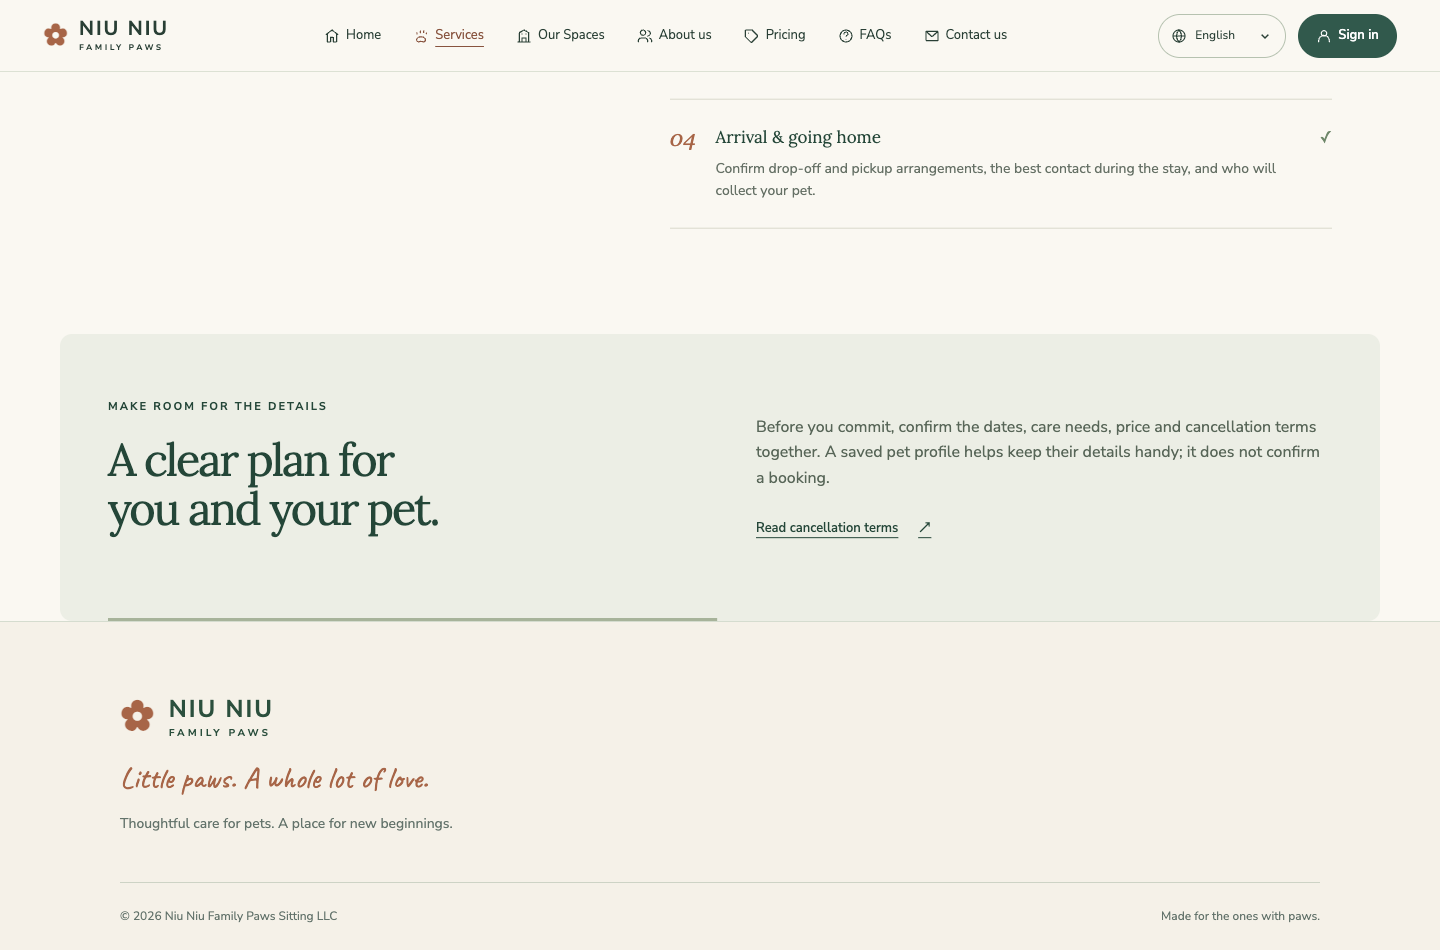 NIU NIU
FAMILY PAWS
Home
Services
Our Spaces
About us
Pricing
FAQs
Contact us
English
Sign in
04
Arrival & going home
✓
Confirm drop-off and pickup arrangements, the best contact during the stay, and who will
collect your pet.
MAKE ROOM FOR THE DETAILS
A clear plan for
you and your pet.
Before you commit, confirm the dates, care needs, price and cancellation terms
together. A saved pet profile helps keep their details handy; it does not confirm
a booking.
Read cancellation terms ↗
NIU NIU
FAMILY PAWS
Little paws. A whole lot of love.
Thoughtful care for pets. A place for new beginnings.
© 2026 Niu Niu Family Paws Sitting LLC
Made for the ones with paws.